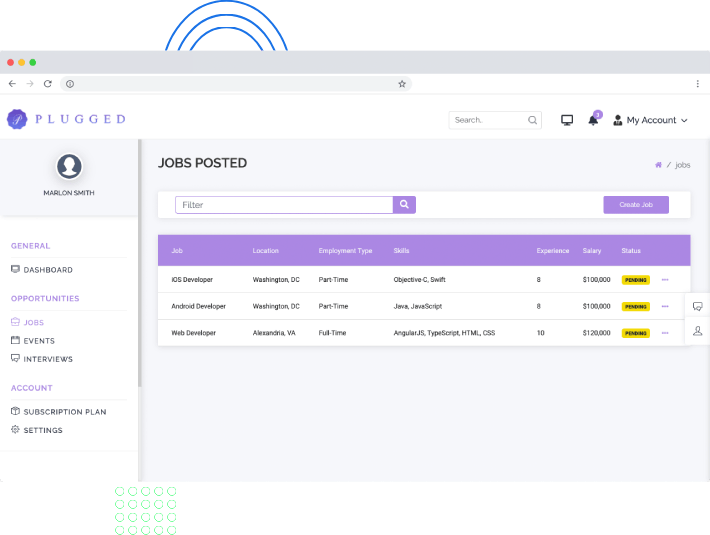 PLUGGED
Search..
1
My Account
MARLON SMITH
JOBS POSTED
/ jobs
Filter
Create Job
GENERAL
DASHBOARD
OPPORTUNITIES
JOBS
EVENTS
INTERVIEWS
ACCOUNT
SUBSCRIPTION PLAN
SETTINGS
Job Location Employment Type Skills Experience Salary Status
iOS Developer Washington, DC Part-Time Objective-C, Swift 8 $100,000 PENDING
Android Developer Washington, DC Part-Time Java, JavaScript 8 $100,000 PENDING
Web Developer Alexandria, VA Full-Time AngularJS, TypeScript, HTML, CSS 10 $120,000 PENDING